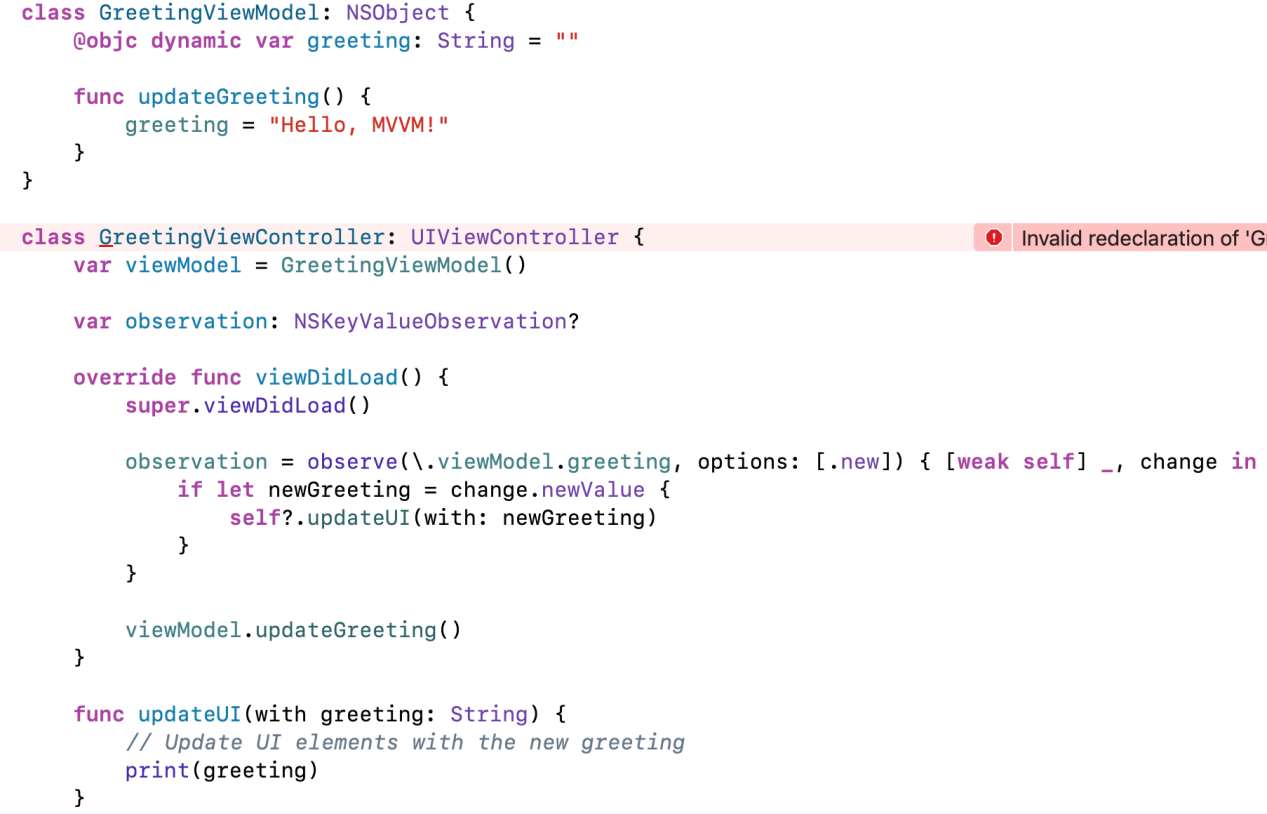 class GreetingViewModel: NSObject {
    @objc dynamic var greeting: String = ""

    func updateGreeting() {
        greeting = "Hello, MVVM!"
    }
}

class GreetingViewController: UIViewController {
Invalid redeclaration of 'G
    var viewModel = GreetingViewModel()

    var observation: NSKeyValueObservation?

    override func viewDidLoad() {
        super.viewDidLoad()

        observation = observe(\.viewModel.greeting, options: [.new]) { [weak self] _, change in
            if let newGreeting = change.newValue {
                self?.updateUI(with: newGreeting)
            }
        }

        viewModel.updateGreeting()
    }

    func updateUI(with greeting: String) {
        // Update UI elements with the new greeting
        print(greeting)
    }